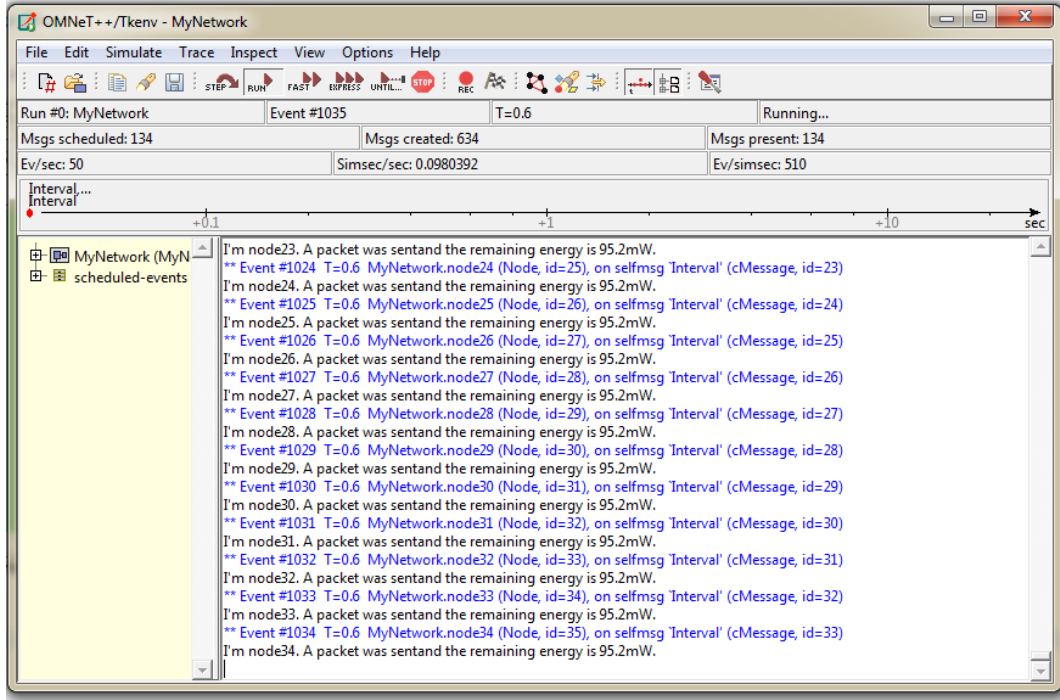 OMNeT++/Tkenv - MyNetwork
File Edit Simulate Trace Inspect View Options Help
STEP RUN FAST EXPRESS UNTIL... STOP REC
Run #0: MyNetwork Event #1035 T=0.6 Running...
Msgs scheduled: 134 Msgs created: 634 Msgs present: 134
Ev/sec: 50 Simsec/sec: 0.0980392 Ev/simsec: 510
Interval,...
Interval
+0.1 +1 +10 sec
MyNetwork (MyN
scheduled-events
I'm node23. A packet was sentand the remaining energy is 95.2mW.
** Event #1024 T=0.6 MyNetwork.node24 (Node, id=25), on selfmsg `Interval' (cMessage, id=23)
I'm node24. A packet was sentand the remaining energy is 95.2mW.
** Event #1025 T=0.6 MyNetwork.node25 (Node, id=26), on selfmsg `Interval' (cMessage, id=24)
I'm node25. A packet was sentand the remaining energy is 95.2mW.
** Event #1026 T=0.6 MyNetwork.node26 (Node, id=27), on selfmsg `Interval' (cMessage, id=25)
I'm node26. A packet was sentand the remaining energy is 95.2mW.
** Event #1027 T=0.6 MyNetwork.node27 (Node, id=28), on selfmsg `Interval' (cMessage, id=26)
I'm node27. A packet was sentand the remaining energy is 95.2mW.
** Event #1028 T=0.6 MyNetwork.node28 (Node, id=29), on selfmsg `Interval' (cMessage, id=27)
I'm node28. A packet was sentand the remaining energy is 95.2mW.
** Event #1029 T=0.6 MyNetwork.node29 (Node, id=30), on selfmsg `Interval' (cMessage, id=28)
I'm node29. A packet was sentand the remaining energy is 95.2mW.
** Event #1030 T=0.6 MyNetwork.node30 (Node, id=31), on selfmsg `Interval' (cMessage, id=29)
I'm node30. A packet was sentand the remaining energy is 95.2mW.
** Event #1031 T=0.6 MyNetwork.node31 (Node, id=32), on selfmsg `Interval' (cMessage, id=30)
I'm node31. A packet was sentand the remaining energy is 95.2mW.
** Event #1032 T=0.6 MyNetwork.node32 (Node, id=33), on selfmsg `Interval' (cMessage, id=31)
I'm node32. A packet was sentand the remaining energy is 95.2mW.
** Event #1033 T=0.6 MyNetwork.node33 (Node, id=34), on selfmsg `Interval' (cMessage, id=32)
I'm node33. A packet was sentand the remaining energy is 95.2mW.
** Event #1034 T=0.6 MyNetwork.node34 (Node, id=35), on selfmsg `Interval' (cMessage, id=33)
I'm node34. A packet was sentand the remaining energy is 95.2mW.